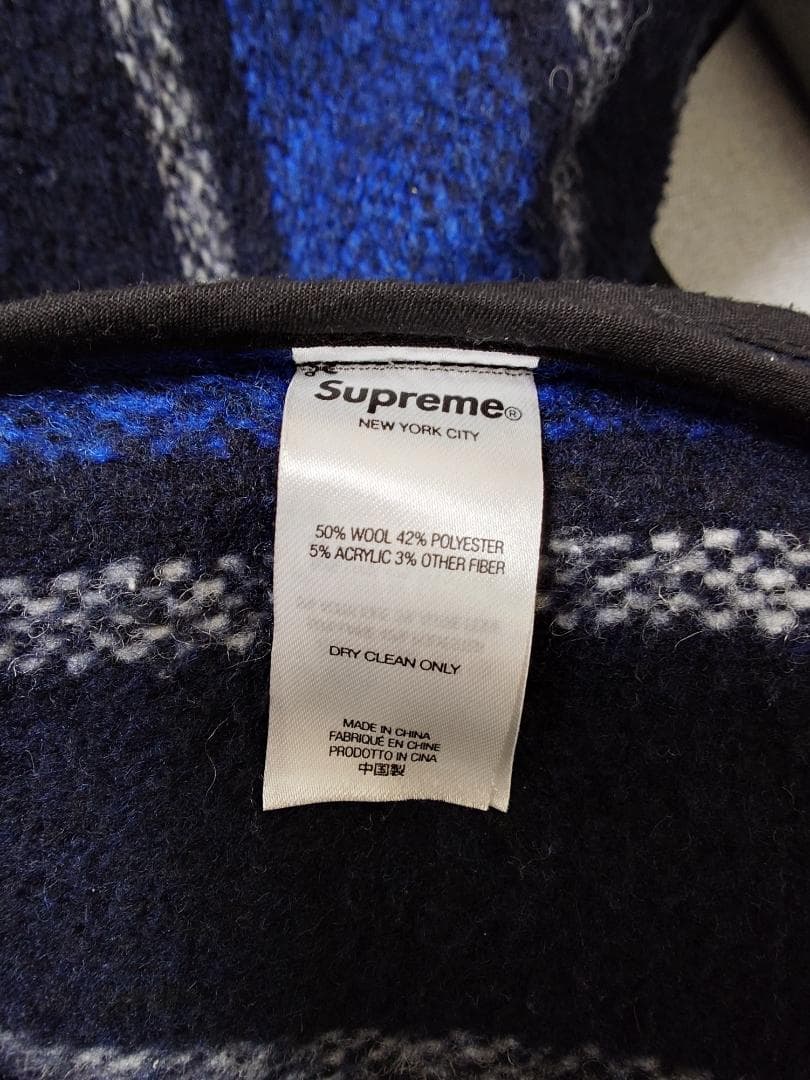 Supreme®
NEW YORK CITY
50% WOOL 42% POLYESTER
5% ACRYLIC 3% OTHER FIBER
DRY CLEAN ONLY
MADE IN CHINA
FABRIQUÉ EN CHINE
PRODOTTO IN CINA
中国製